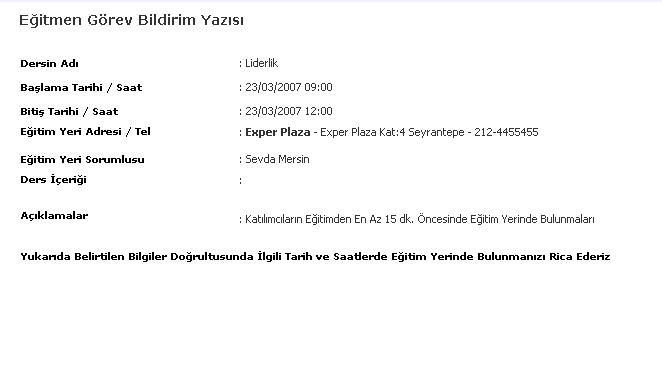 Eğitmen Görev Bildirim Yazısı
Dersin Adı : Liderlik
Başlama Tarihi / Saat : 23/03/2007 09:00
Bitiş Tarihi / Saat : 23/03/2007 12:00
Eğitim Yeri Adresi / Tel : Exper Plaza - Exper Plaza Kat:4 Seyrantepe - 212-4455455
Eğitim Yeri Sorumlusu : Sevda Mersin
Ders İçeriği :
Açıklamalar : Katılımcıların Eğitimden En Az 15 dk. Öncesinde Eğitim Yerinde Bulunmaları
Yukarıda Belirtilen Bilgiler Doğrultusunda İlgili Tarih ve Saatlerde Eğitim Yerinde Bulunmanızı Rica Ederiz